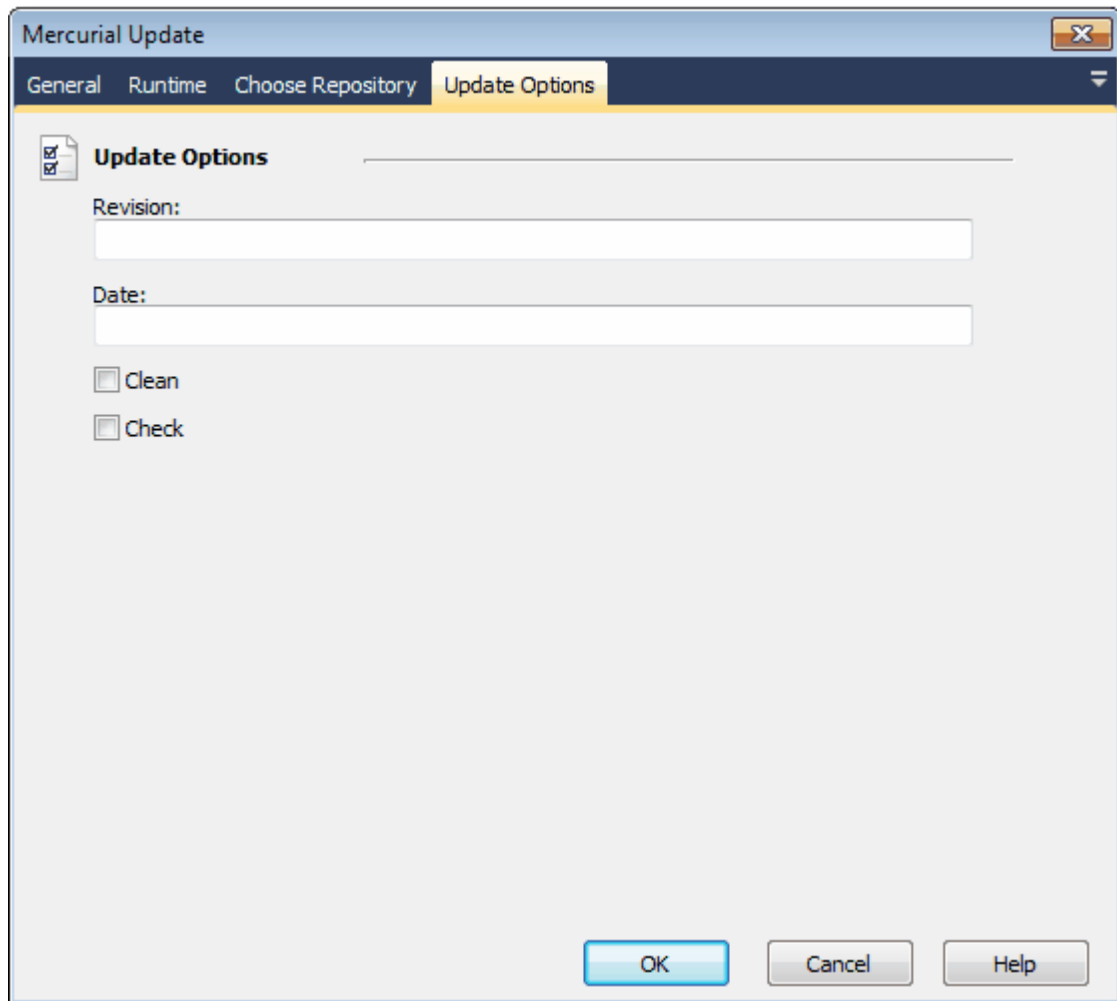 Mercurial Update
General Runtime Choose Repository Update Options
Update Options
Revision:
Date:
Clean
Check
OK Cancel Help